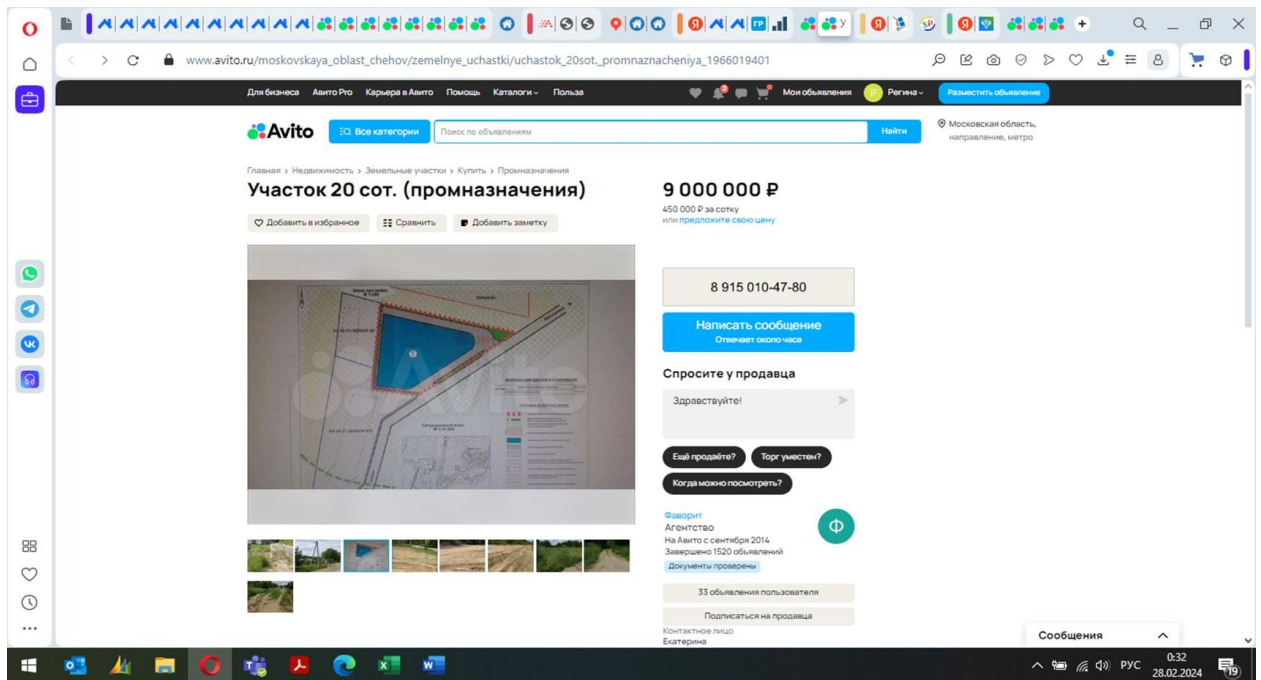 www.avito.ru/moskovskaya_oblast_chehov/zemelnye_uchastki/uchastok_20sot._promnaznacheniya_1966019401
Для бизнеса Авито Pro Карьера в Авито Помощь Каталоги Польза Мои объявления Регина Разместить объявление
Avito Все категории Поиск по объявлениям Найти Московская область,
направление, метро
Главная › Недвижимость › Земельные участки › Купить › Промназначения
Участок 20 сот. (промназначения)
9 000 000 ₽
450 000 ₽ за сотку
или предложите свою цену
Добавить в избранное Сравнить Добавить заметку
8 915 010-47-80
Написать сообщение
Отвечает около часа
Спросите у продавца
Здравствуйте!
Ещё продаёте? Торг уместен?
Когда можно посмотреть?
Фаворит
Агентство
На Авито с сентября 2014
Завершено 1520 объявлений
Документы проверены
Ф
33 объявления пользователя
Подписаться на продавца
Контактное лицо
Екатерина
Avito
Сообщения
РУС
0:32
28.02.2024
19